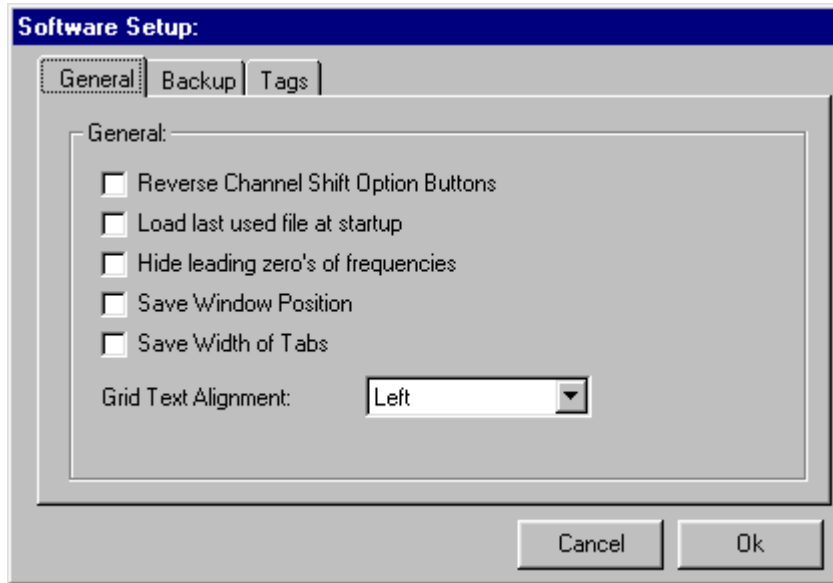 Software Setup:
General Backup Tags
General:
Reverse Channel Shift Option Buttons
Load last used file at startup
Hide leading zero's of frequencies
Save Window Position
Save Width of Tabs
Grid Text Alignment: Left
Cancel Ok